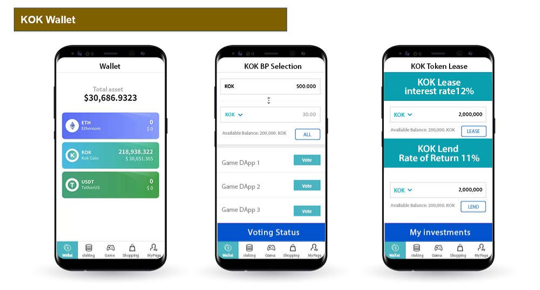 KOK Wallet
Wallet
Total asset
$30,686.9323
ETH
0
Ethereum
$ 0
KOK
218,938.322
Kok Coin
$ 30,651.365
USDT
0
TetherUS
$ 0
Wallet
Holding
Game
Shopping
MyPage
KOK BP Selection
KOK
500.000
KOK
30.00
Available Balance: 200,000. KOK
ALL
Game DApp 1
Vote
Game DApp 2
Vote
Game DApp 3
Vote
Voting Status
Wallet
Holding
Game
Shopping
MyPage
KOK Token Lease
KOK Lease
interest rate12%
KOK
2,000,000
Available Balance: 200,000. KOK
LEASE
KOK Lend
Rate of Return 11%
KOK
2,000,000
Available Balance: 200,000. KOK
LEND
My investments
Wallet
Holding
Game
Shopping
MyPage